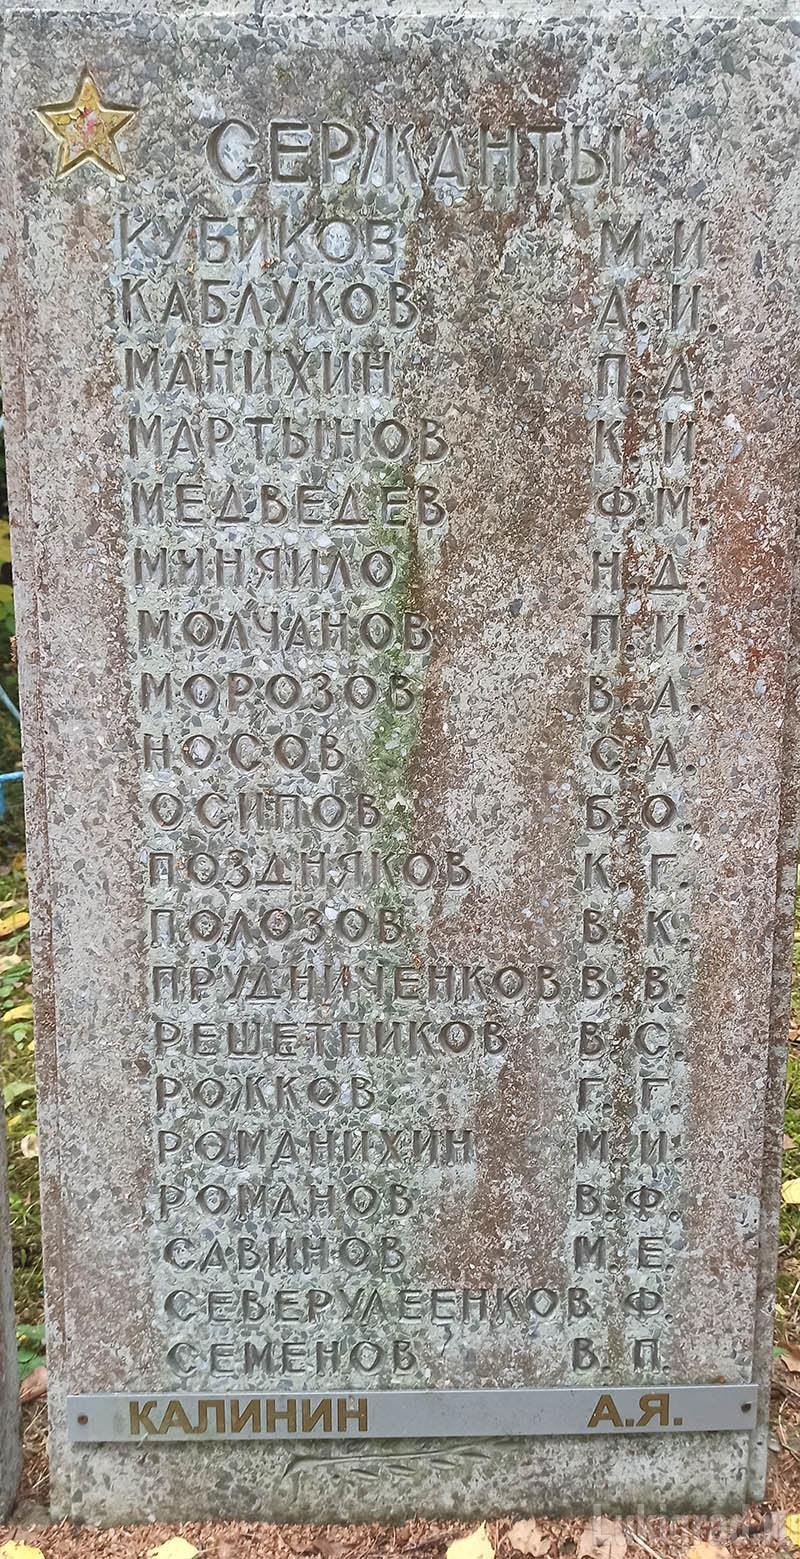 СЕРЖАНТЫ
КУБИКОВ М.И.
КАБЛУКОВ А.И.
МАНИХИН П.А.
МАРТЫНОВ К.И.
МЕДВЕДЕВ Ф.М.
МИНЯИЛО Н.Д.
МОЛЧАНОВ П.И.
МОРОЗОВ В.А.
НОСОВ С.А.
ОСИПОВ Б.О.
ПОЗДНЯКОВ К.Г.
ПОЛОЗОВ В.К.
ПРУДНИЧЕНКОВ В.В.
РЕШЕТНИКОВ В.С.
РОЖКОВ Г.Г.
РОМАНИХИН М.И.
РОМАНОВ В.Ф.
САВИНОВ М.Е.
СЕВЕРУЛЕЕНКОВ Ф.
СЕМЕНОВ В.П.
КАЛИНИН А.Я.